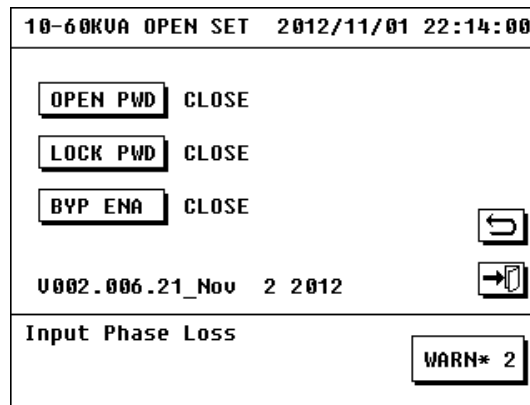 10-60KVA OPEN SET 2012/11/01 22:14:00
OPEN PWD CLOSE
LOCK PWD CLOSE
BYP ENA CLOSE
V002.006.21_Nov 2 2012
Input Phase Loss
WARN* 2